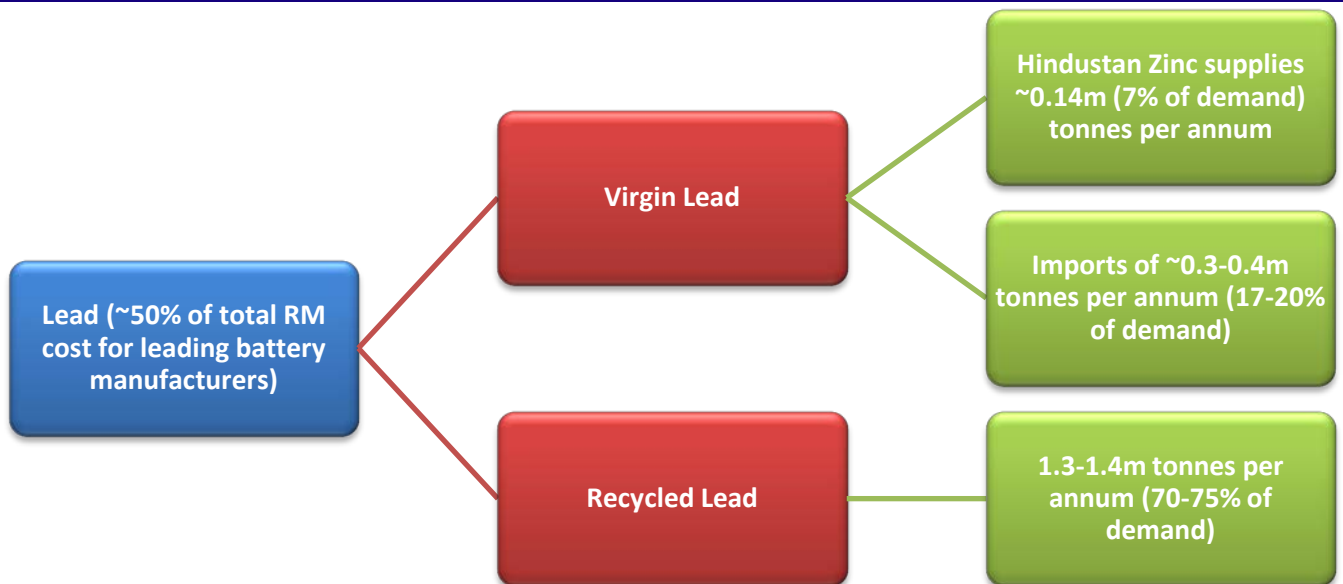 Lead (~50% of total RM
cost for leading battery
manufacturers)
Virgin Lead
Hindustan Zinc supplies
~0.14m (7% of demand)
tonnes per annum
Imports of ~0.3-0.4m
tonnes per annum (17-20%
of demand)
Recycled Lead
1.3-1.4m tonnes per
annum (70-75% of
demand)